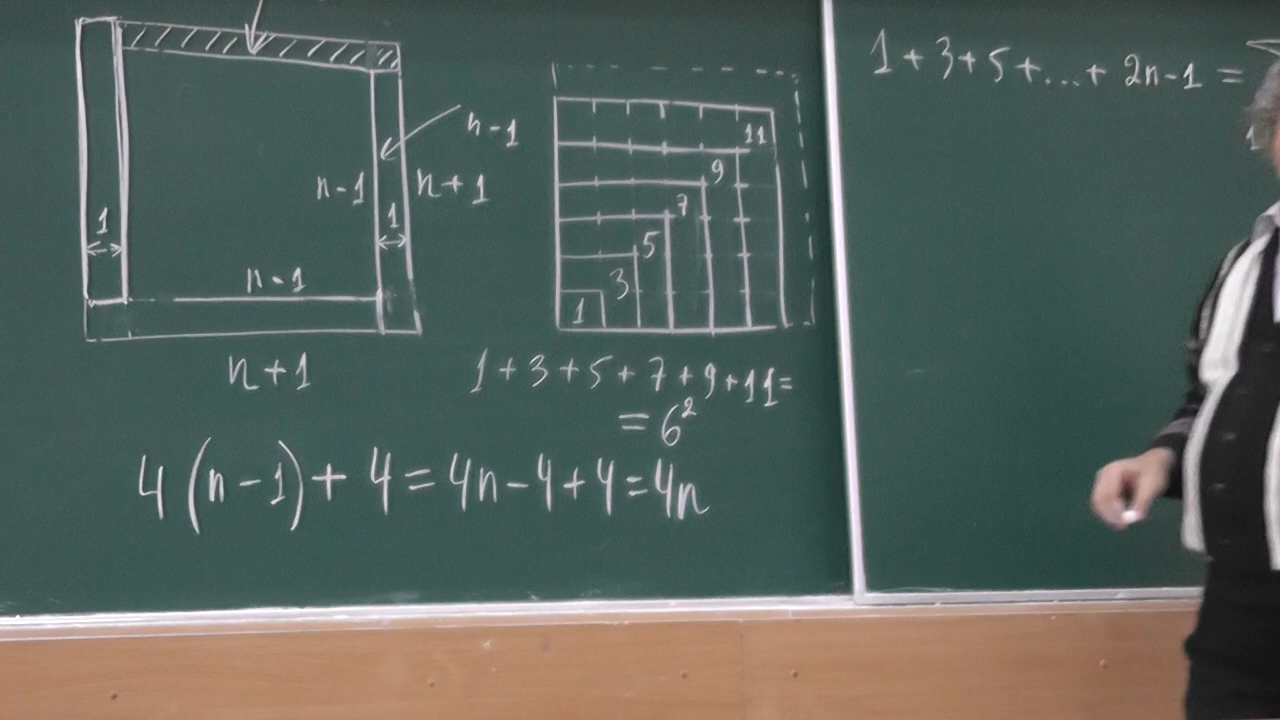 n-1
n-1
n+1
1
1
n-1
n+1
11
9
7
5
3
1
1+3+5+7+9+11=
=6²
4(n-1)+4=4n-4+4=4n
1+3+5+...+2n-1=